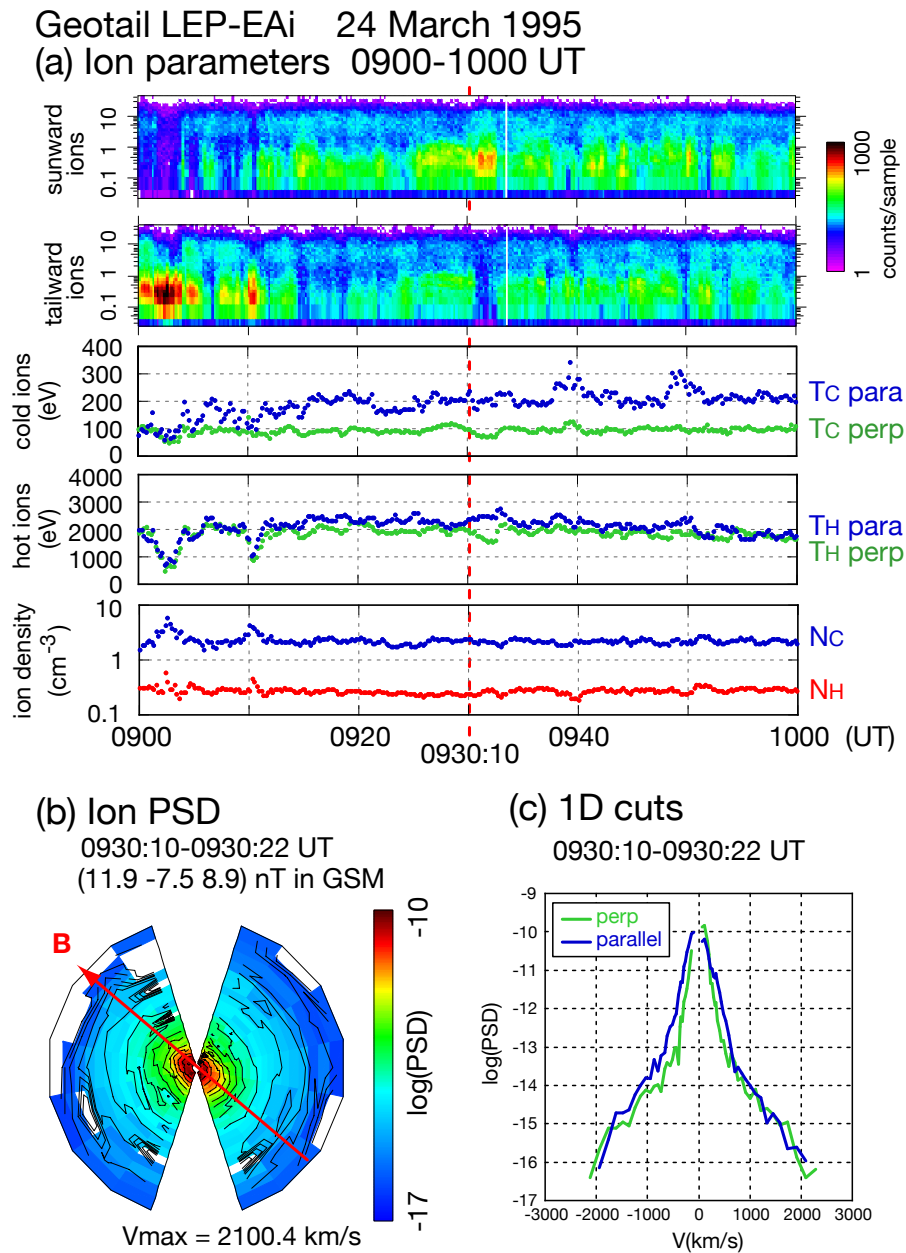 Geotail LEP-EAi 24 March 1995
(a) Ion parameters 0900-1000 UT
sunward ions
10
1
0.1
tailward ions
10
1
0.1
1000
1
counts/sample
cold ions (eV)
400
300
200
100
0
TC para
TC perp
hot ions (eV)
4000
3000
2000
1000
0
TH para
TH perp
ion density (cm-3)
10
1
0.1
NC
NH
0900
0920
0930:10
0940
1000
(UT)
(b) Ion PSD
0930:10-0930:22 UT
(11.9 -7.5 8.9) nT in GSM
B
-10
log(PSD)
-17
Vmax = 2100.4 km/s
(c) 1D cuts
0930:10-0930:22 UT
perp
parallel
log(PSD)
-9
-10
-11
-12
-13
-14
-15
-16
-17
-3000 -2000 -1000 0 1000 2000 3000
V(km/s)